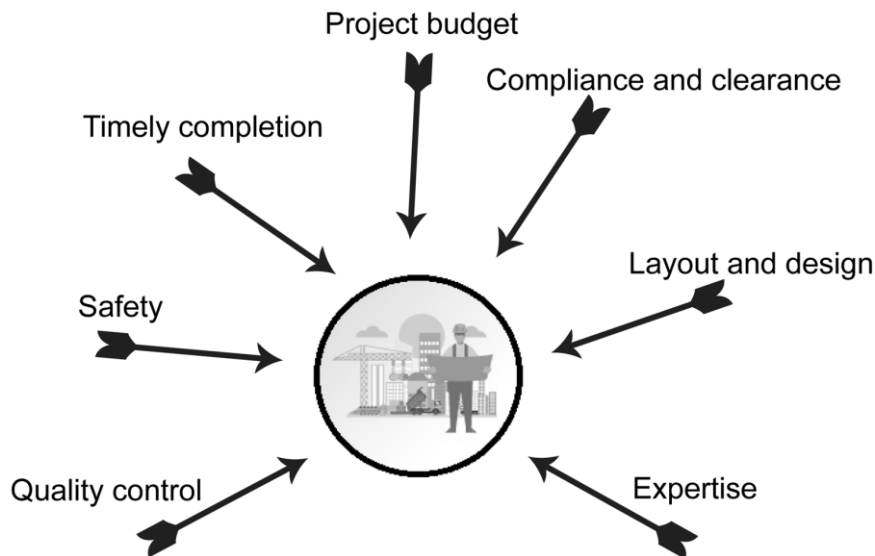 Project budget
Compliance and clearance
Timely completion
Layout and design
Safety
Quality control
Expertise